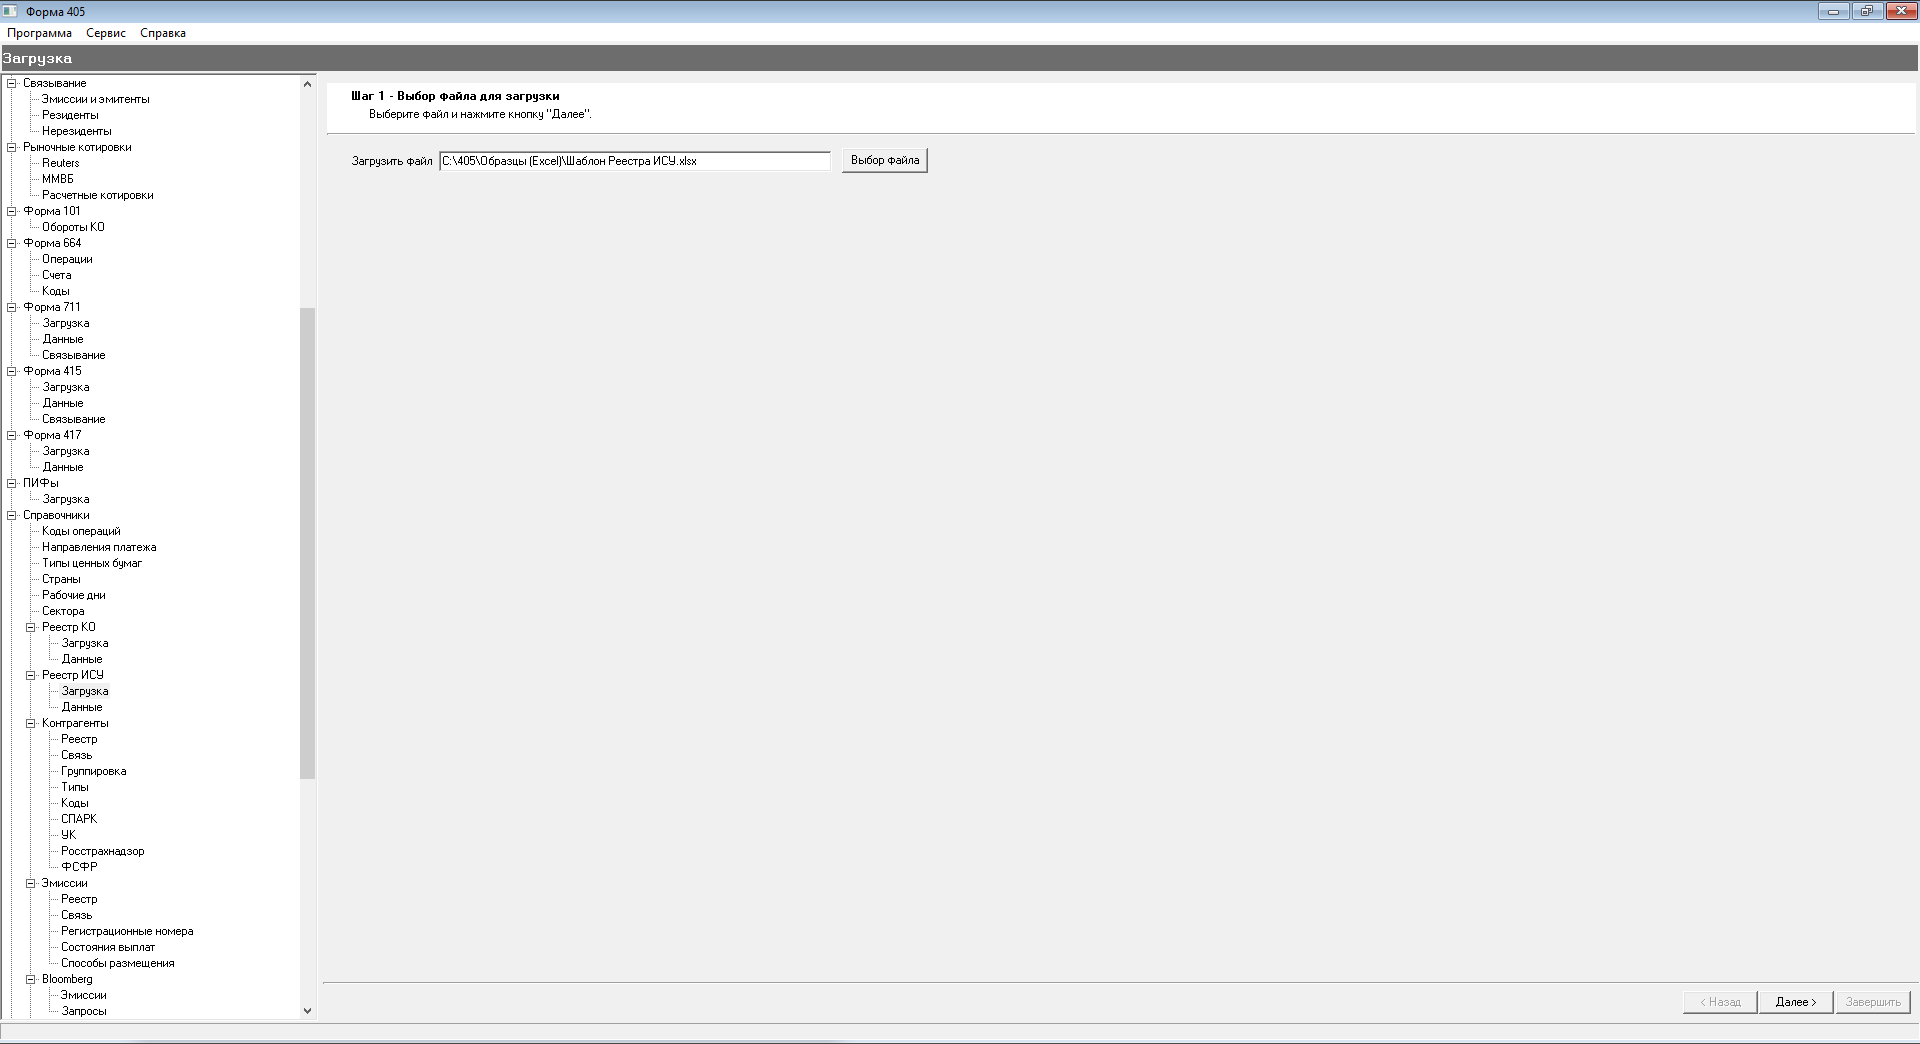 Форма 405
Программа Сервис Справка
Загрузка
Связывание
Эмиссии и эмитенты
Резиденты
Нерезиденты
Рыночные котировки
Reuters
ММВБ
Расчетные котировки
Форма 101
Обороты КО
Форма 664
Операции
Счета
Коды
Форма 711
Загрузка
Данные
Связывание
Форма 415
Загрузка
Данные
Связывание
Форма 417
Загрузка
Данные
ПИФы
Загрузка
Справочники
Коды операций
Направления платежа
Типы ценных бумаг
Страны
Рабочие дни
Сектора
Реестр КО
Загрузка
Данные
Реестр ИСУ
Загрузка
Данные
Контрагенты
Реестр
Связь
Группировка
Типы
Коды
СПАРК
УК
Росстрахнадзор
ФСФР
Эмиссии
Реестр
Связь
Регистрационные номера
Состояния выплат
Способы размещения
Bloomberg
Эмиссии
Запросы
Шаг 1 - Выбор файла для загрузки
Выберите файл и нажмите кнопку "Далее".
Загрузить файл C:\405\Образцы (Excel)\Шаблон Реестра ИСУ.xlsx Выбор файла
< Назад Далее > Завершить